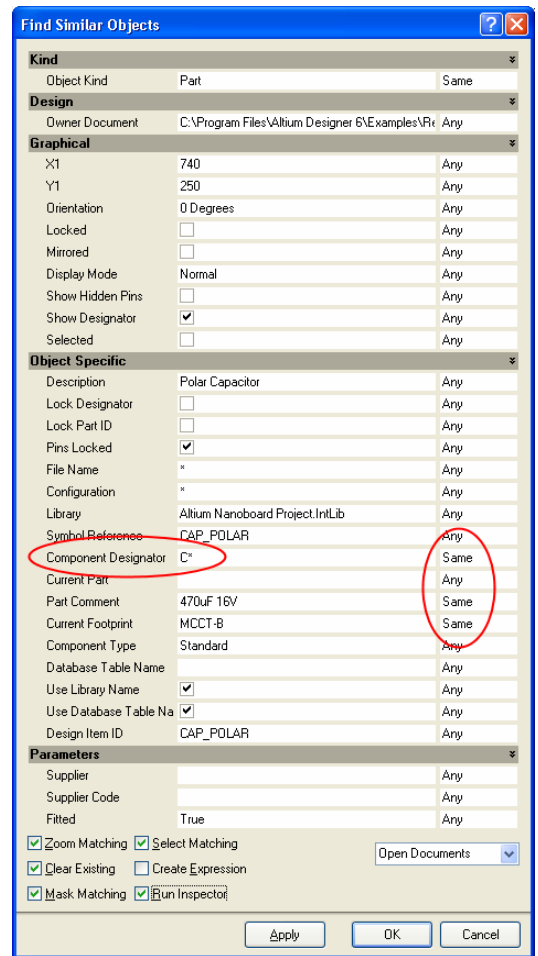 Find Similar Objects
Kind
Object Kind Part Same
Design
Owner Document C:\Program Files\Altium Designer 6\Examples\Re Any
Graphical
X1 740 Any
Y1 250 Any
Orientation 0 Degrees Any
Locked Any
Mirrored Any
Display Mode Normal Any
Show Hidden Pins Any
Show Designator Any
Selected Any
Object Specific
Description Polar Capacitor Any
Lock Designator Any
Lock Part ID Any
Pins Locked Any
File Name * Any
Configuration * Any
Library Altium Nanoboard Project.IntLib Any
Symbol Reference CAP_POLAR Any
Component Designator C* Same
Current Part Any
Part Comment 470uF 16V Same
Current Footprint MCCT-B Same
Component Type Standard Any
Database Table Name Any
Use Library Name Any
Use Database Table Na Any
Design Item ID CAP_POLAR Any
Parameters
Supplier Any
Supplier Code Any
Fitted True Any
Zoom Matching Select Matching
Open Documents
Clear Existing Create Expression
Mask Matching Run Inspector
Apply OK Cancel